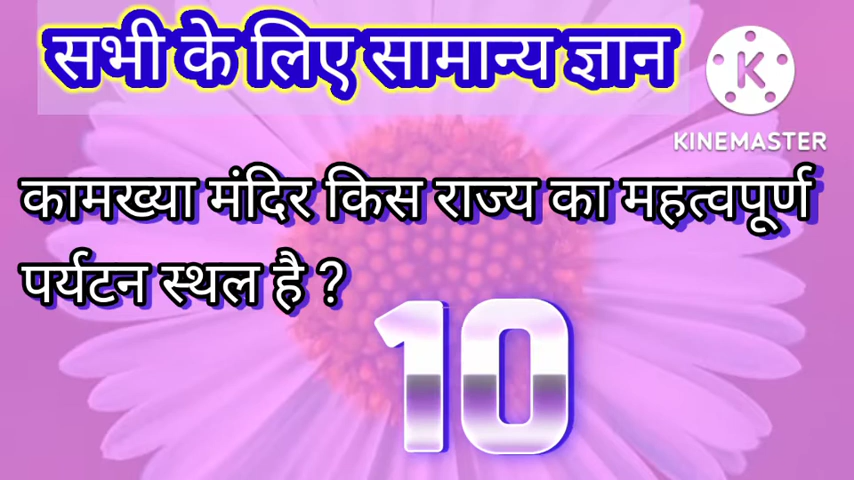 सभी के लिए सामान्य ज्ञान
K
KINEMASTER
कामख्या मंदिर किस राज्य का महत्वपूर्ण
पर्यटन स्थल है ?
10